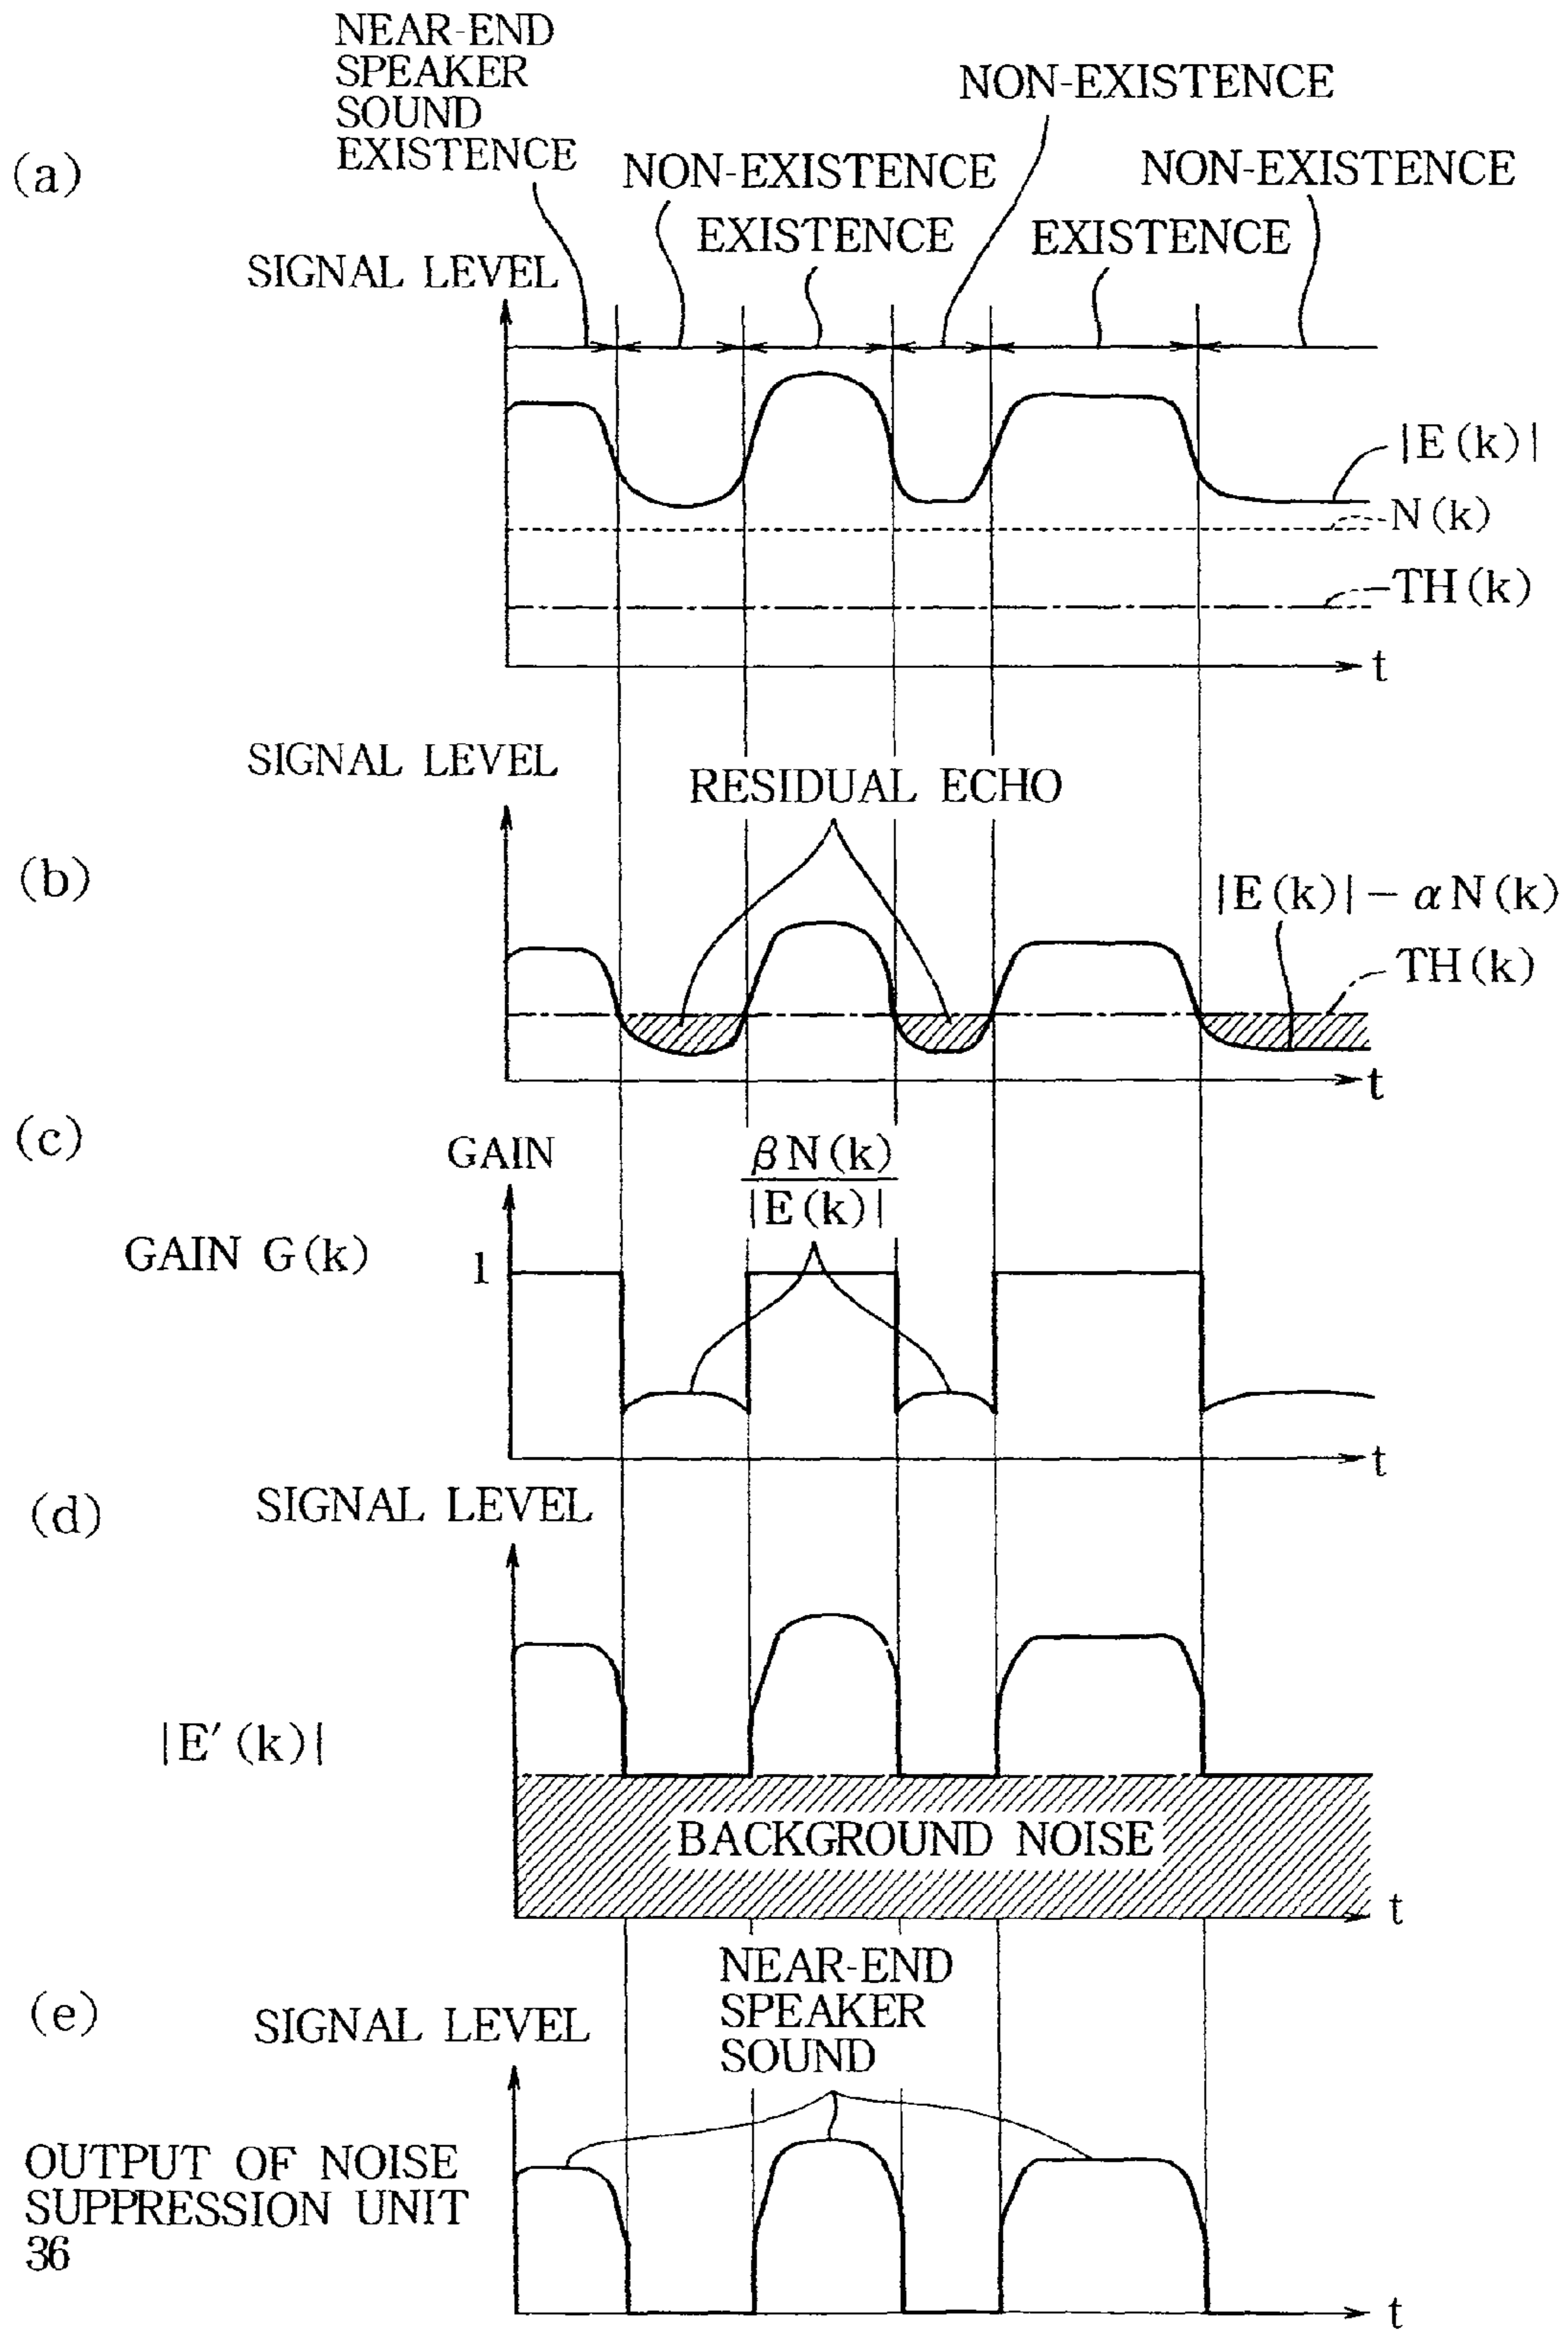 (a)
NEAR-END
SPEAKER
SOUND
EXISTENCE
NON-EXISTENCE
NON-EXISTENCE
NON-EXISTENCE
EXISTENCE
EXISTENCE
SIGNAL LEVEL
|E(k)|
N(k)
TH(k)
t
(b)
SIGNAL LEVEL
RESIDUAL ECHO
|E(k)| − αN(k)
TH(k)
t
(c)
GAIN
βN(k)
|E(k)|
GAIN G(k)
1
t
(d)
SIGNAL LEVEL
|E′(k)|
BACKGROUND NOISE
t
(e)
SIGNAL LEVEL
NEAR-END
SPEAKER
SOUND
OUTPUT OF NOISE
SUPPRESSION UNIT
36
t